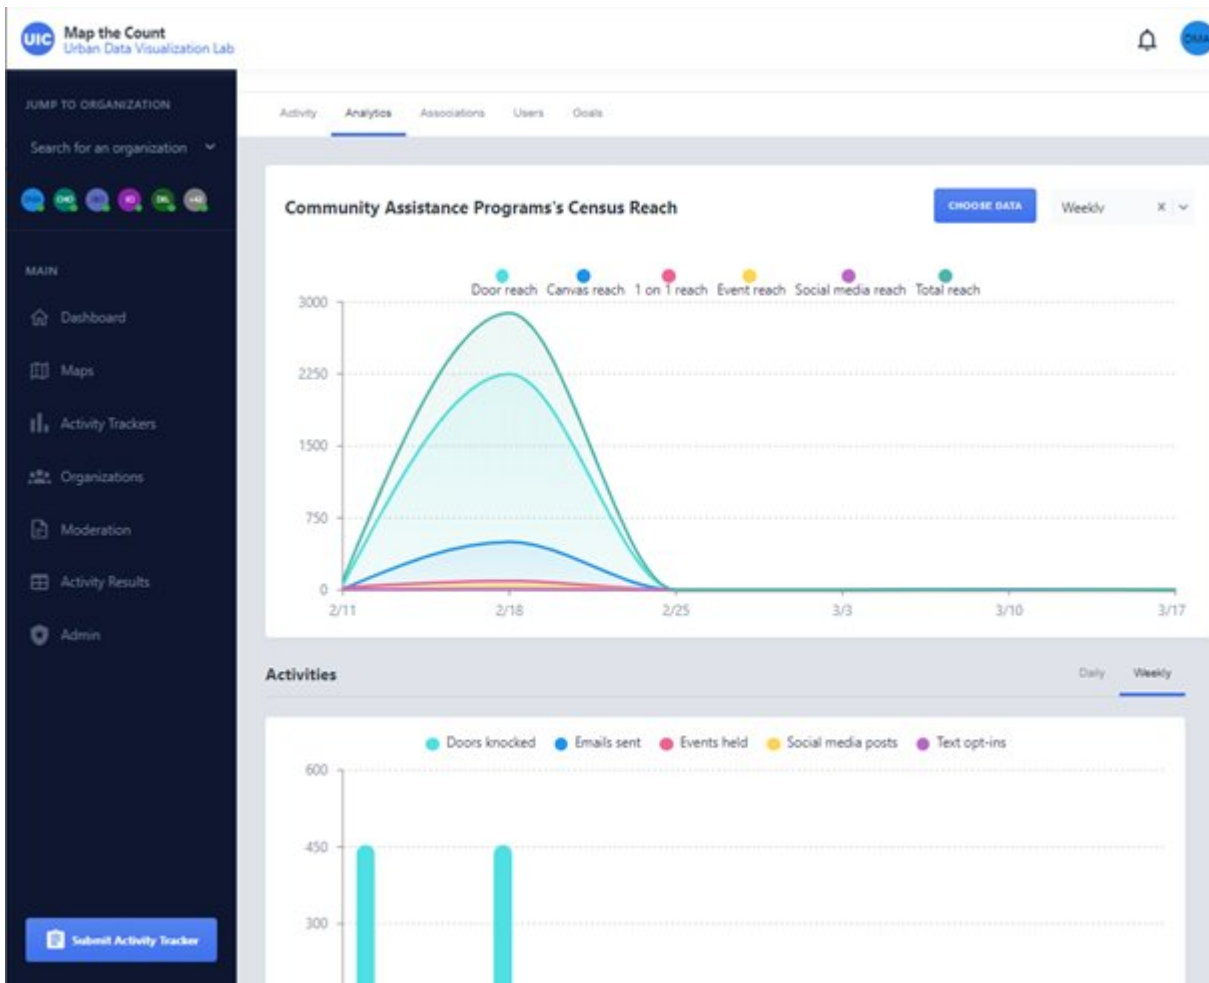 UIC
Map the Count
Urban Data Visualization Lab
JUMP TO ORGANIZATION
Search for an organization
CHO
DEL
+42
MAIN
Dashboard
Maps
Activity Trackers
Organizations
Moderation
Activity Results
Admin
Submit Activity Tracker
Activity Analytics Associations Users Goals
Community Assistance Programs's Census Reach
CHOOSE DATA
Weekly
Door reach Canvas reach 1 on 1 reach Event reach Social media reach Total reach
3000
2250
1500
750
0
2/11 2/18 2/25 3/3 3/10 3/17
Activities
Daily Weekly
Doors knocked Emails sent Events held Social media posts Text opt-ins
600
450
300